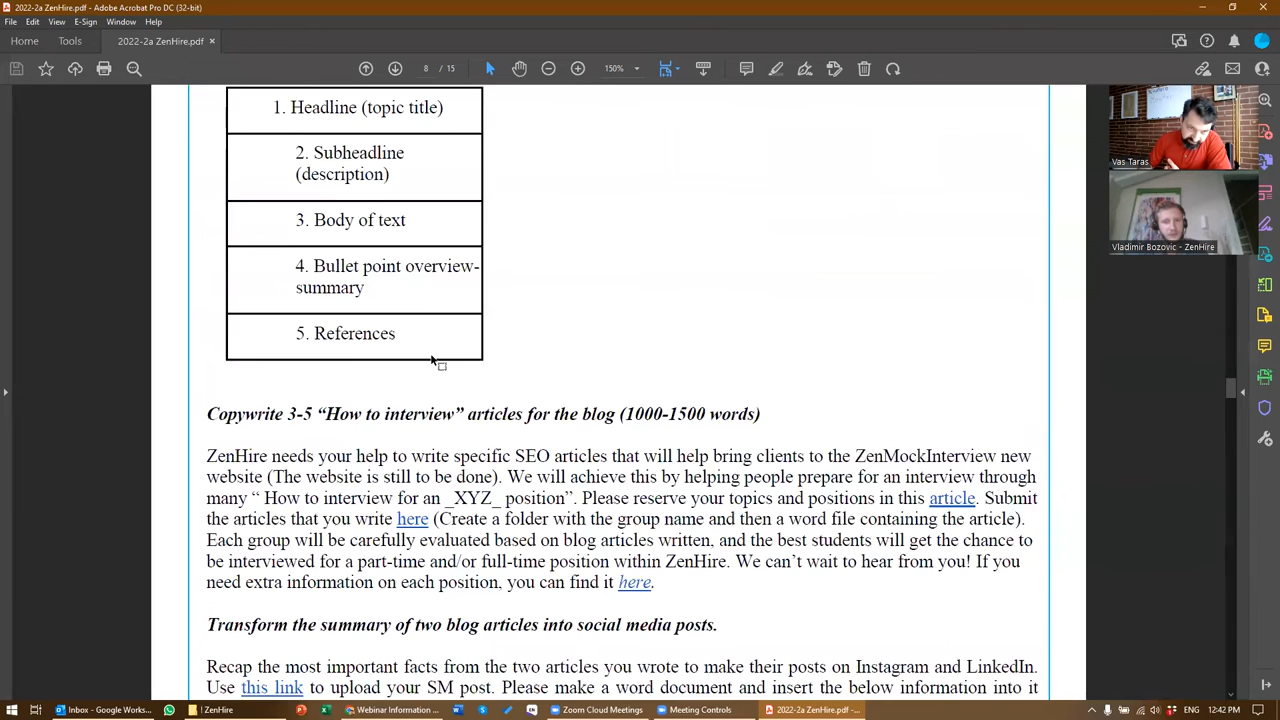 2022-2a ZenHire.pdf - Adobe Acrobat Pro DC (32-bit)
File Edit View E-Sign Window Help
Home Tools 2022-2a ZenHire.pdf ×
8 / 15 150%
1. Headline (topic title)
2. Subheadline
(description)
3. Body of text
4. Bullet point overview-
summary
5. References
Vas Taras
Vladimir Bozovic - ZenHire
Copywrite 3-5 “How to interview” articles for the blog (1000-1500 words)
ZenHire needs your help to write specific SEO articles that will help bring clients to the ZenMockInterview new
website (The website is still to be done). We will achieve this by helping people prepare for an interview through
many “ How to interview for an _XYZ_ position”. Please reserve your topics and positions in this article. Submit
the articles that you write here (Create a folder with the group name and then a word file containing the article).
Each group will be carefully evaluated based on blog articles written, and the best students will get the chance to
be interviewed for a part-time and/or full-time position within ZenHire. We can’t wait to hear from you! If you
need extra information on each position, you can find it here.
Transform the summary of two blog articles into social media posts.
Recap the most important facts from the two articles you wrote to make their posts on Instagram and LinkedIn.
Use this link to upload your SM post. Please make a word document and insert the below information into it
Inbox - Google Works... ! ZenHire Webinar Information ... Zoom Cloud Meetings Meeting Controls 2022-2a ZenHire.pdf -... 12:42 PM